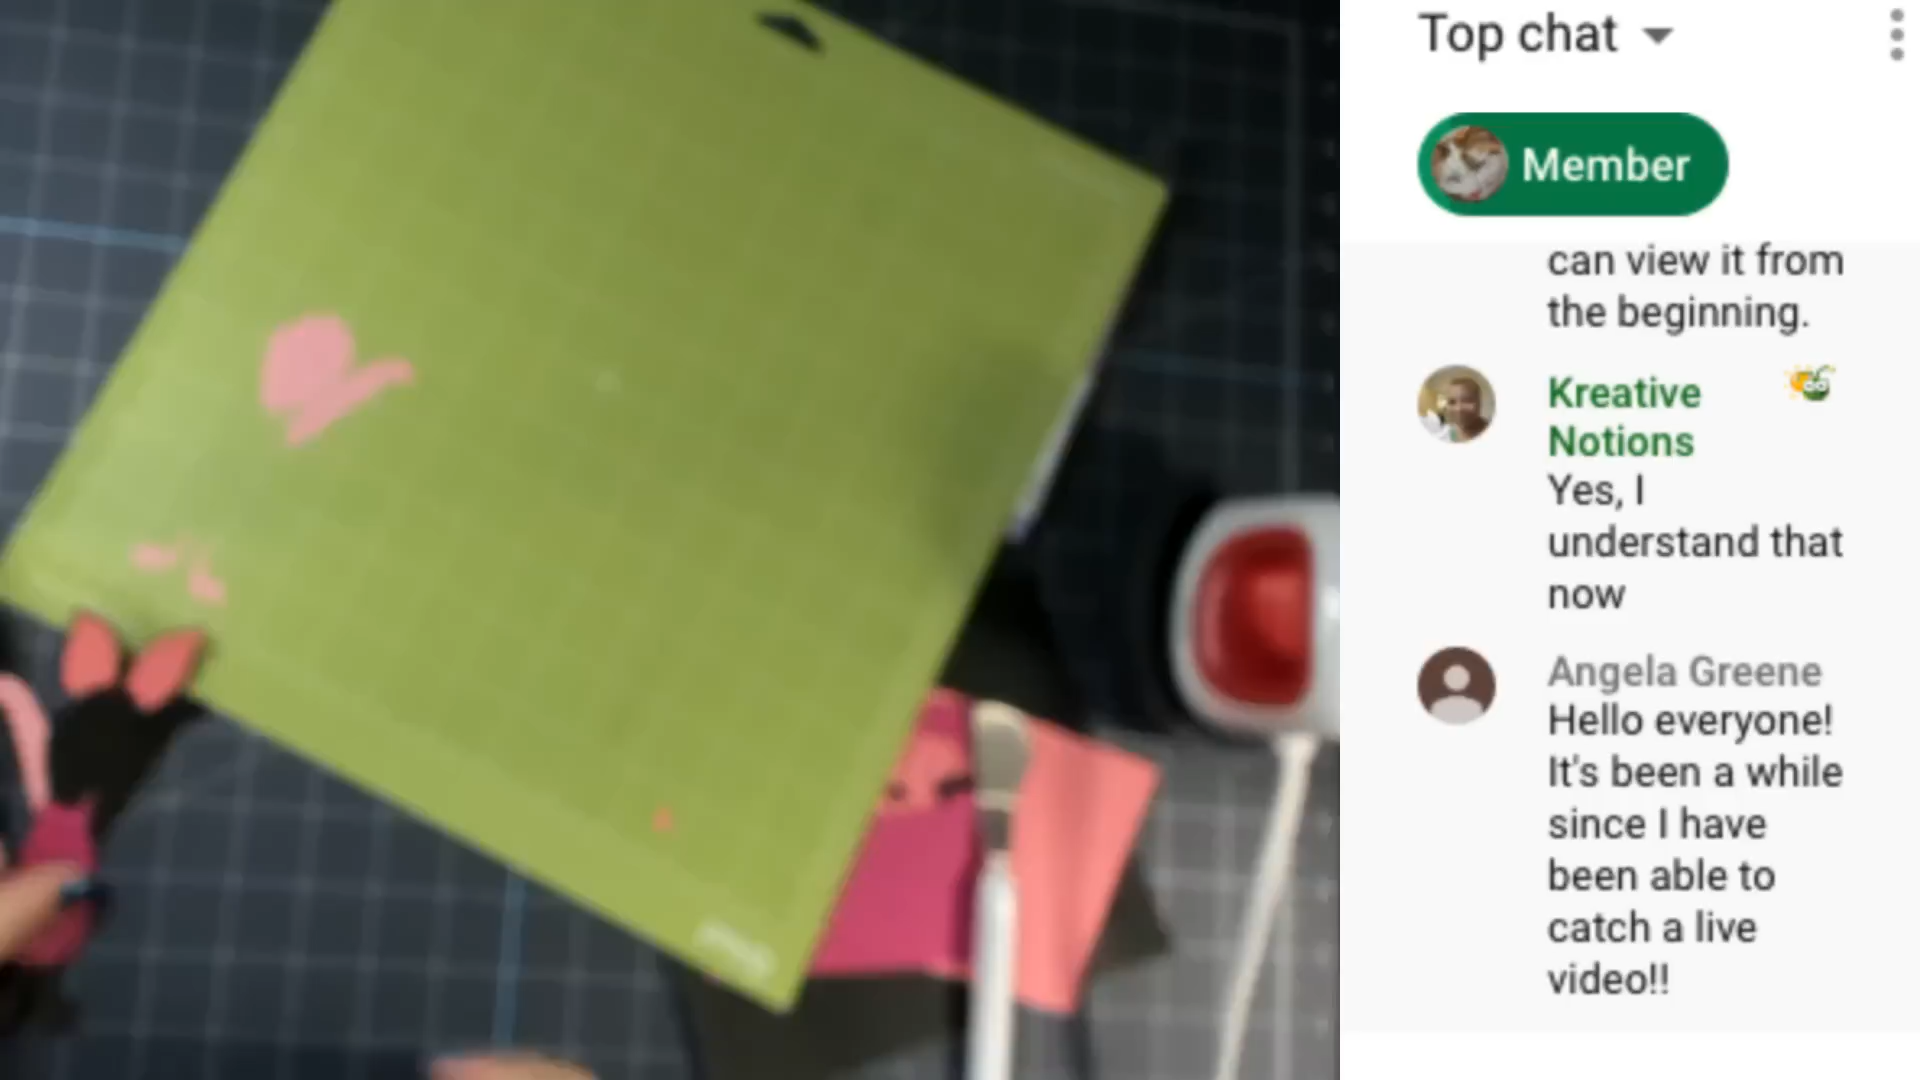 Top chat
Member
can view it from
the beginning.
Kreative
Notions
Yes, I
understand that
now
Angela Greene
Hello everyone!
It's been a while
since I have
been able to
catch a live
video!!